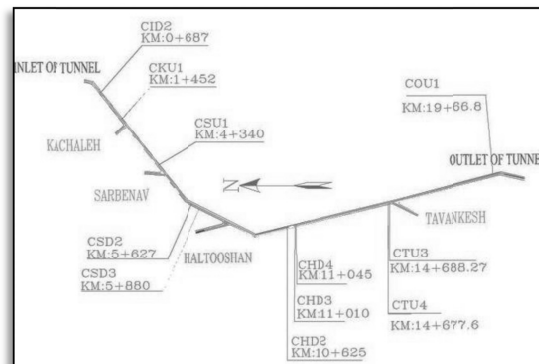 CID2
KM:0+687
INLET OF TUNNEL
CKU1
KM:1+452
COU1
KM:19+66.8
CSU1
KM:4+340
KACHALEH
OUTLET OF TUNNE
SARBENAV
N
TAVANKESH
CSD2
KM:5+627
HALTOOSHAN
CSD3
KM:5+880
CHD4
KM11+045
CTU3
KM:14+688.27
CHD3
KM:11+010
CTU4
KM:14+677.6
CHD2
KM:10+625